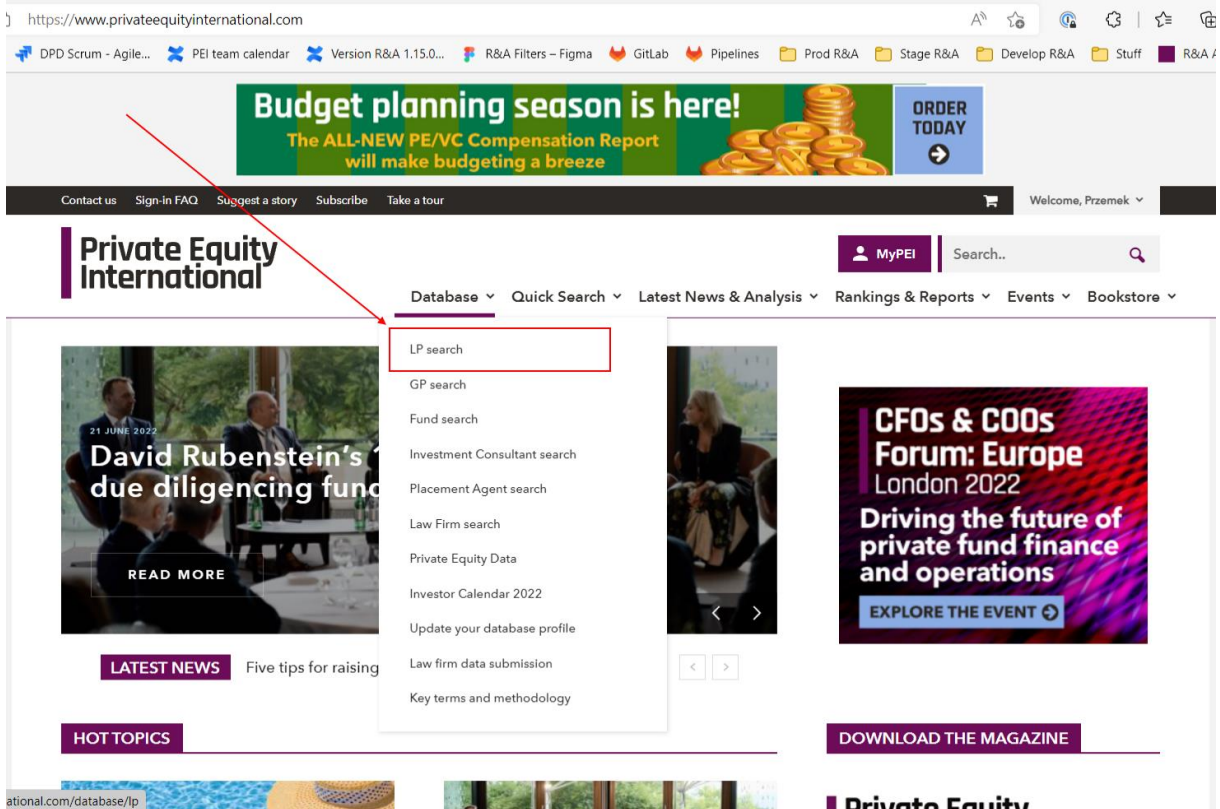 https://www.privateequityinternational.com
DPD Scrum - Agile... PEI team calendar Version R&A 1.15.0... R&A Filters – Figma GitLab Pipelines Prod R&A Stage R&A Develop R&A Stuff R&A A
Budget planning season is here!
The ALL-NEW PE/VC Compensation Report
will make budgeting a breeze
ORDER
TODAY
Contact us Sign-in FAQ Suggest a story Subscribe Take a tour
Welcome, Przemek
Private Equity
International
MyPEI
Search..
Database Quick Search Latest News & Analysis Rankings & Reports Events Bookstore
LP search
GP search
Fund search
Investment Consultant search
Placement Agent search
Law Firm search
Private Equity Data
Investor Calendar 2022
Update your database profile
Law firm data submission
Key terms and methodology
21 JUNE 2022
David Rubenstein's
due diligencing
READ MORE
CFOs & COOs
Forum: Europe
London 2022
Driving the future of
private fund finance
and operations
EXPLORE THE EVENT
LATEST NEWS Five tips for raising
HOT TOPICS
DOWNLOAD THE MAGAZINE
Private Equity
ational.com/database/lp